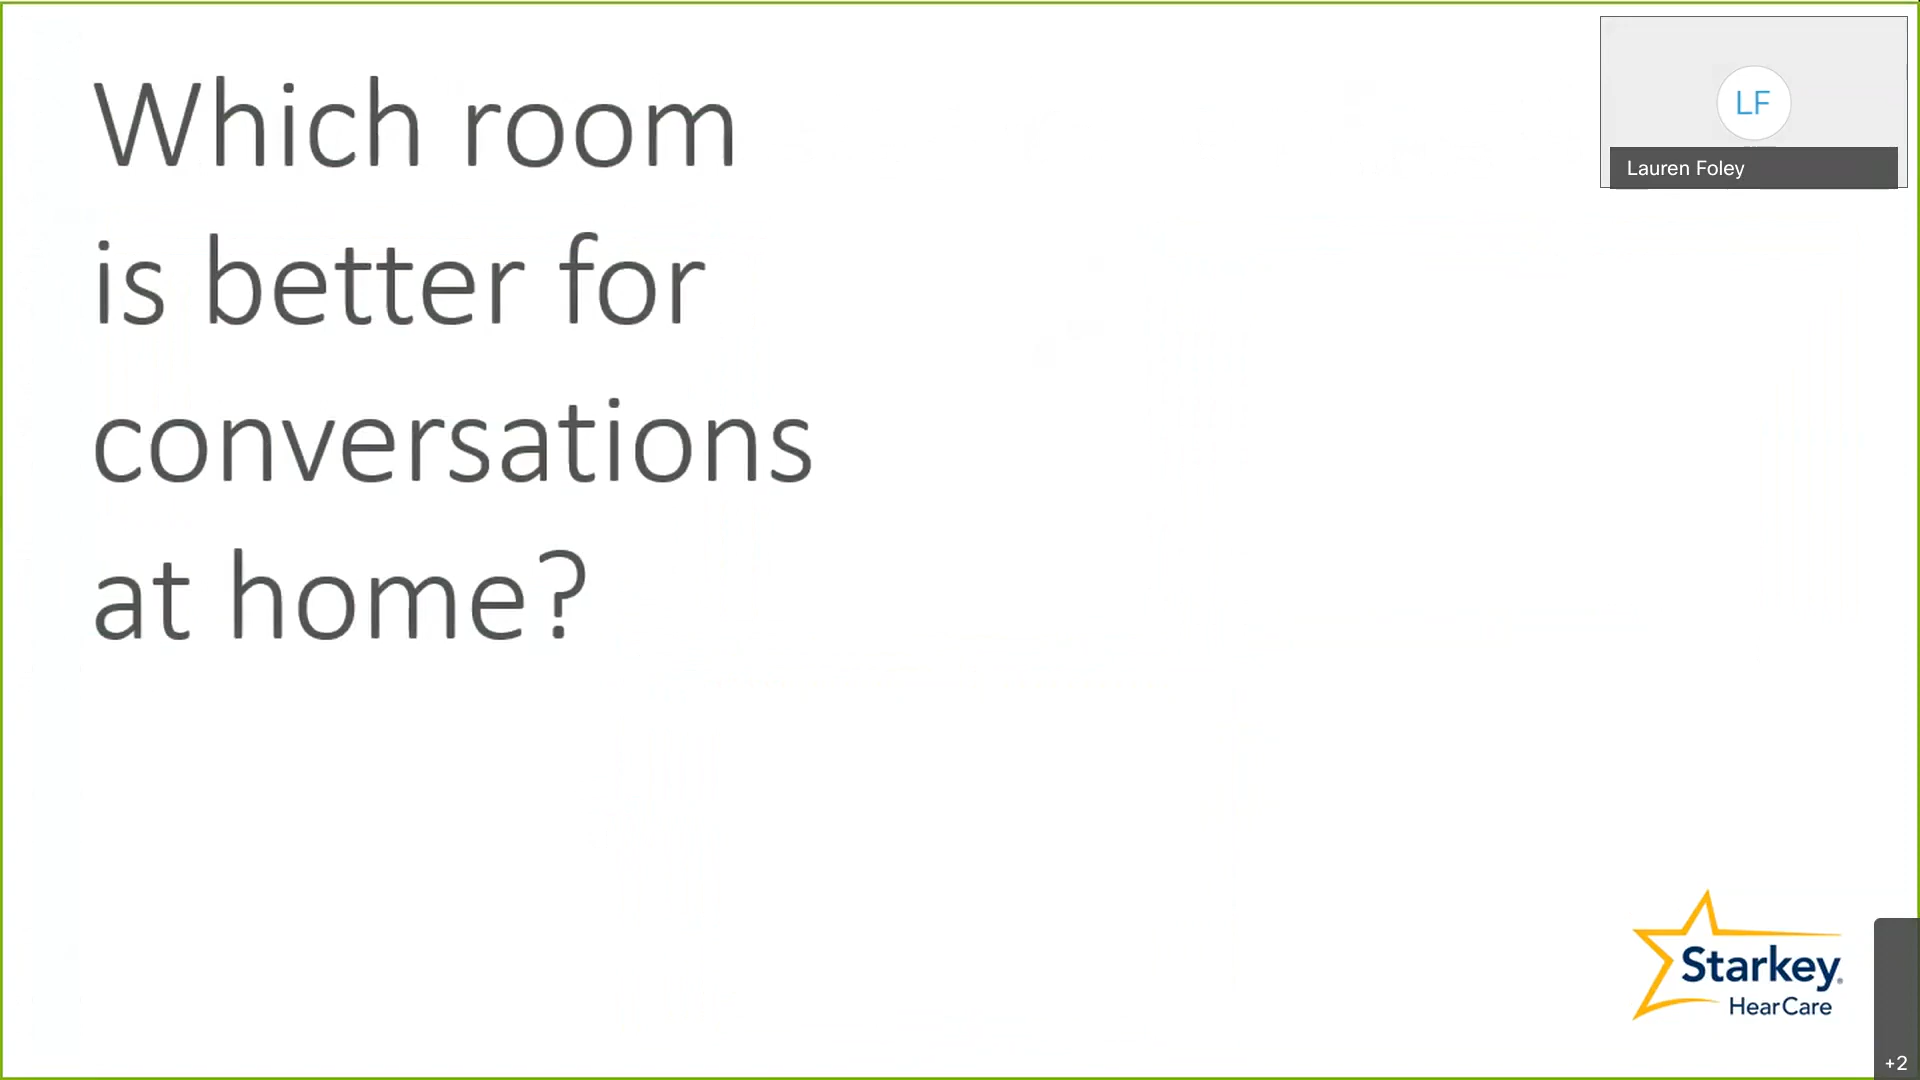 Which room
is better for
conversations
at home?
LF
Lauren Foley
Starkey®
HearCare
+2